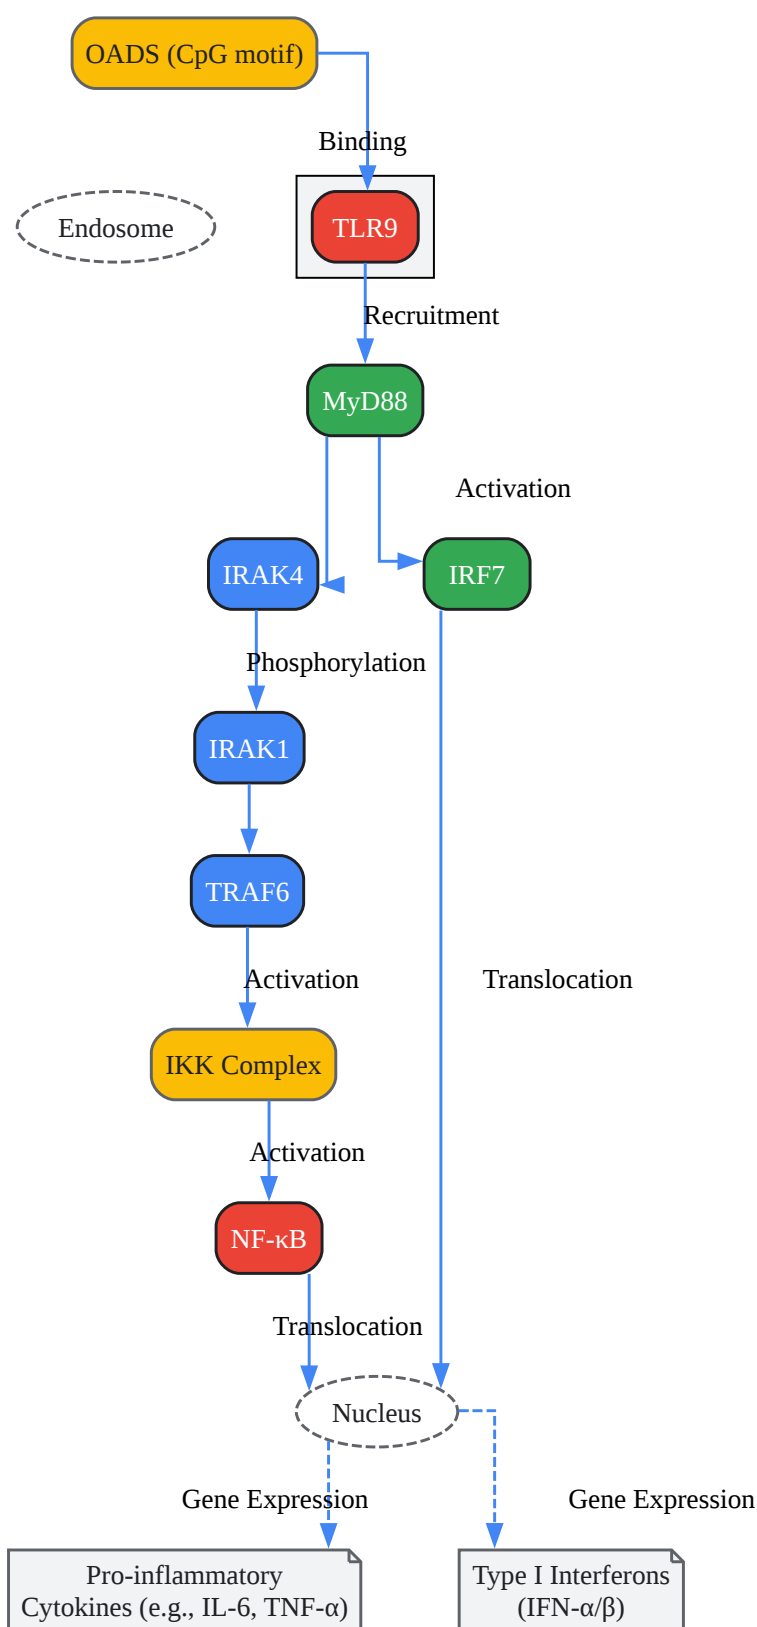 OADS (CpG motif)
Binding
Endosome
TLR9
Recruitment
MyD88
Activation
IRAK4
IRF7
Phosphorylation
IRAK1
TRAF6
Activation
Translocation
IKK Complex
Activation
NF-κB
Translocation
Nucleus
Gene Expression
Gene Expression
Pro-inflammatory
Cytokines (e.g., IL-6, TNF-α)
Type I Interferons
(IFN-α/β)